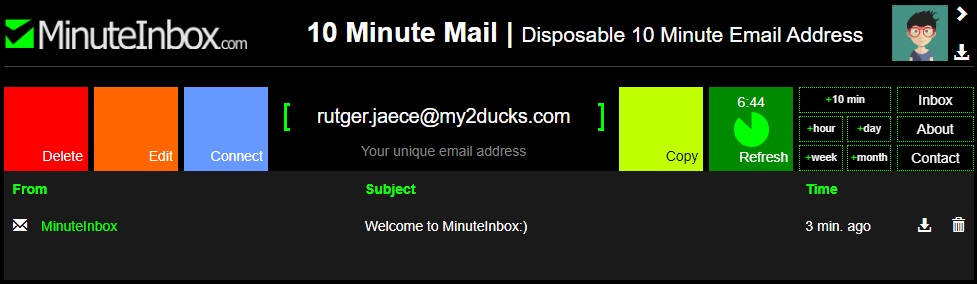 MinuteInbox.com
10 Minute Mail | Disposable 10 Minute Email Address
Delete
Edit
Connect
[ rutger.jaece@my2ducks.com ]
Your unique email address
Copy
6:44
Refresh
+10 min
+hour +day
+week +month
Inbox
About
Contact
From Subject Time
MinuteInbox Welcome to MinuteInbox:) 3 min. ago